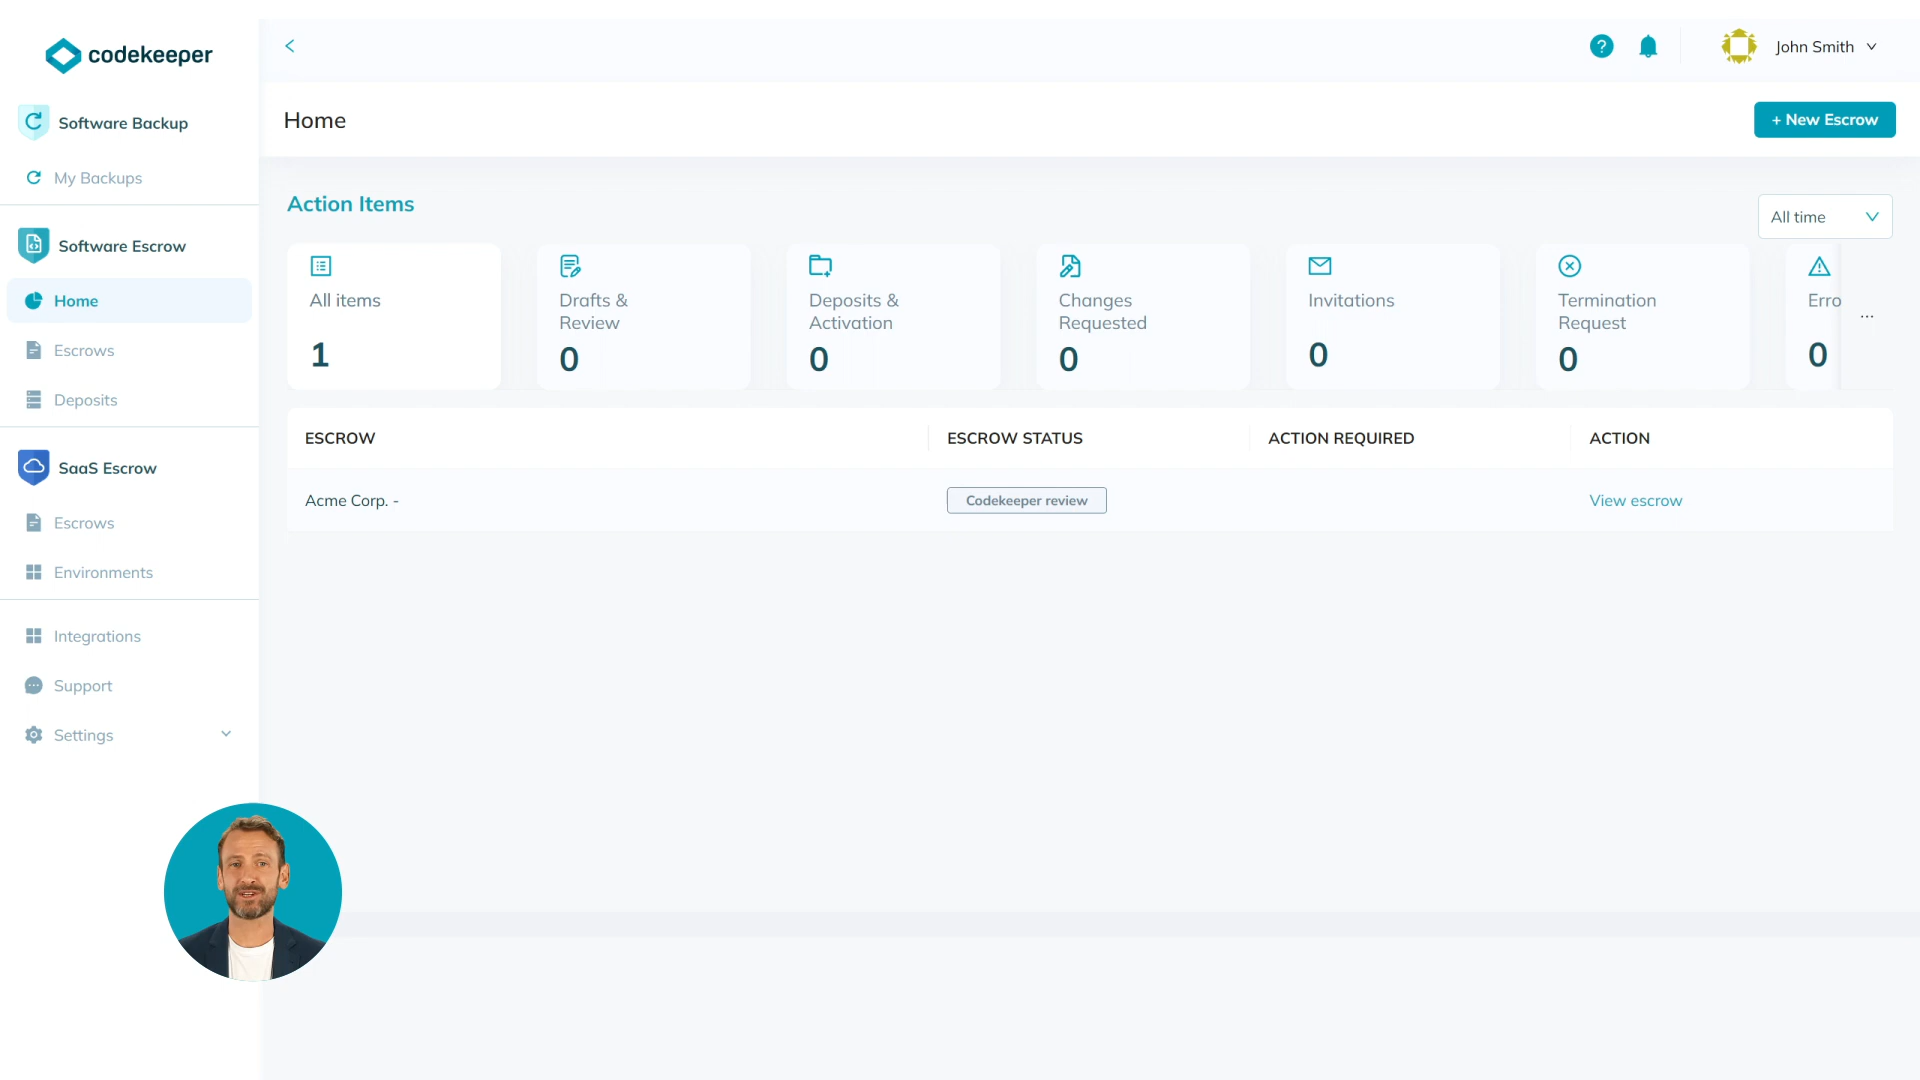 codekeeper
Software Backup
My Backups
Software Escrow
Home
Escrows
Deposits
SaaS Escrow
Escrows
Environments
Integrations
Support
Settings
?
John Smith
Home
+ New Escrow
Action Items
All time
All items
1
Drafts &
Review
0
Deposits &
Activation
0
Changes
Requested
0
Invitations
0
Termination
Request
0
Erro
0
...
ESCROW
ESCROW STATUS
ACTION REQUIRED
ACTION
Acme Corp. -
Codekeeper review
View escrow